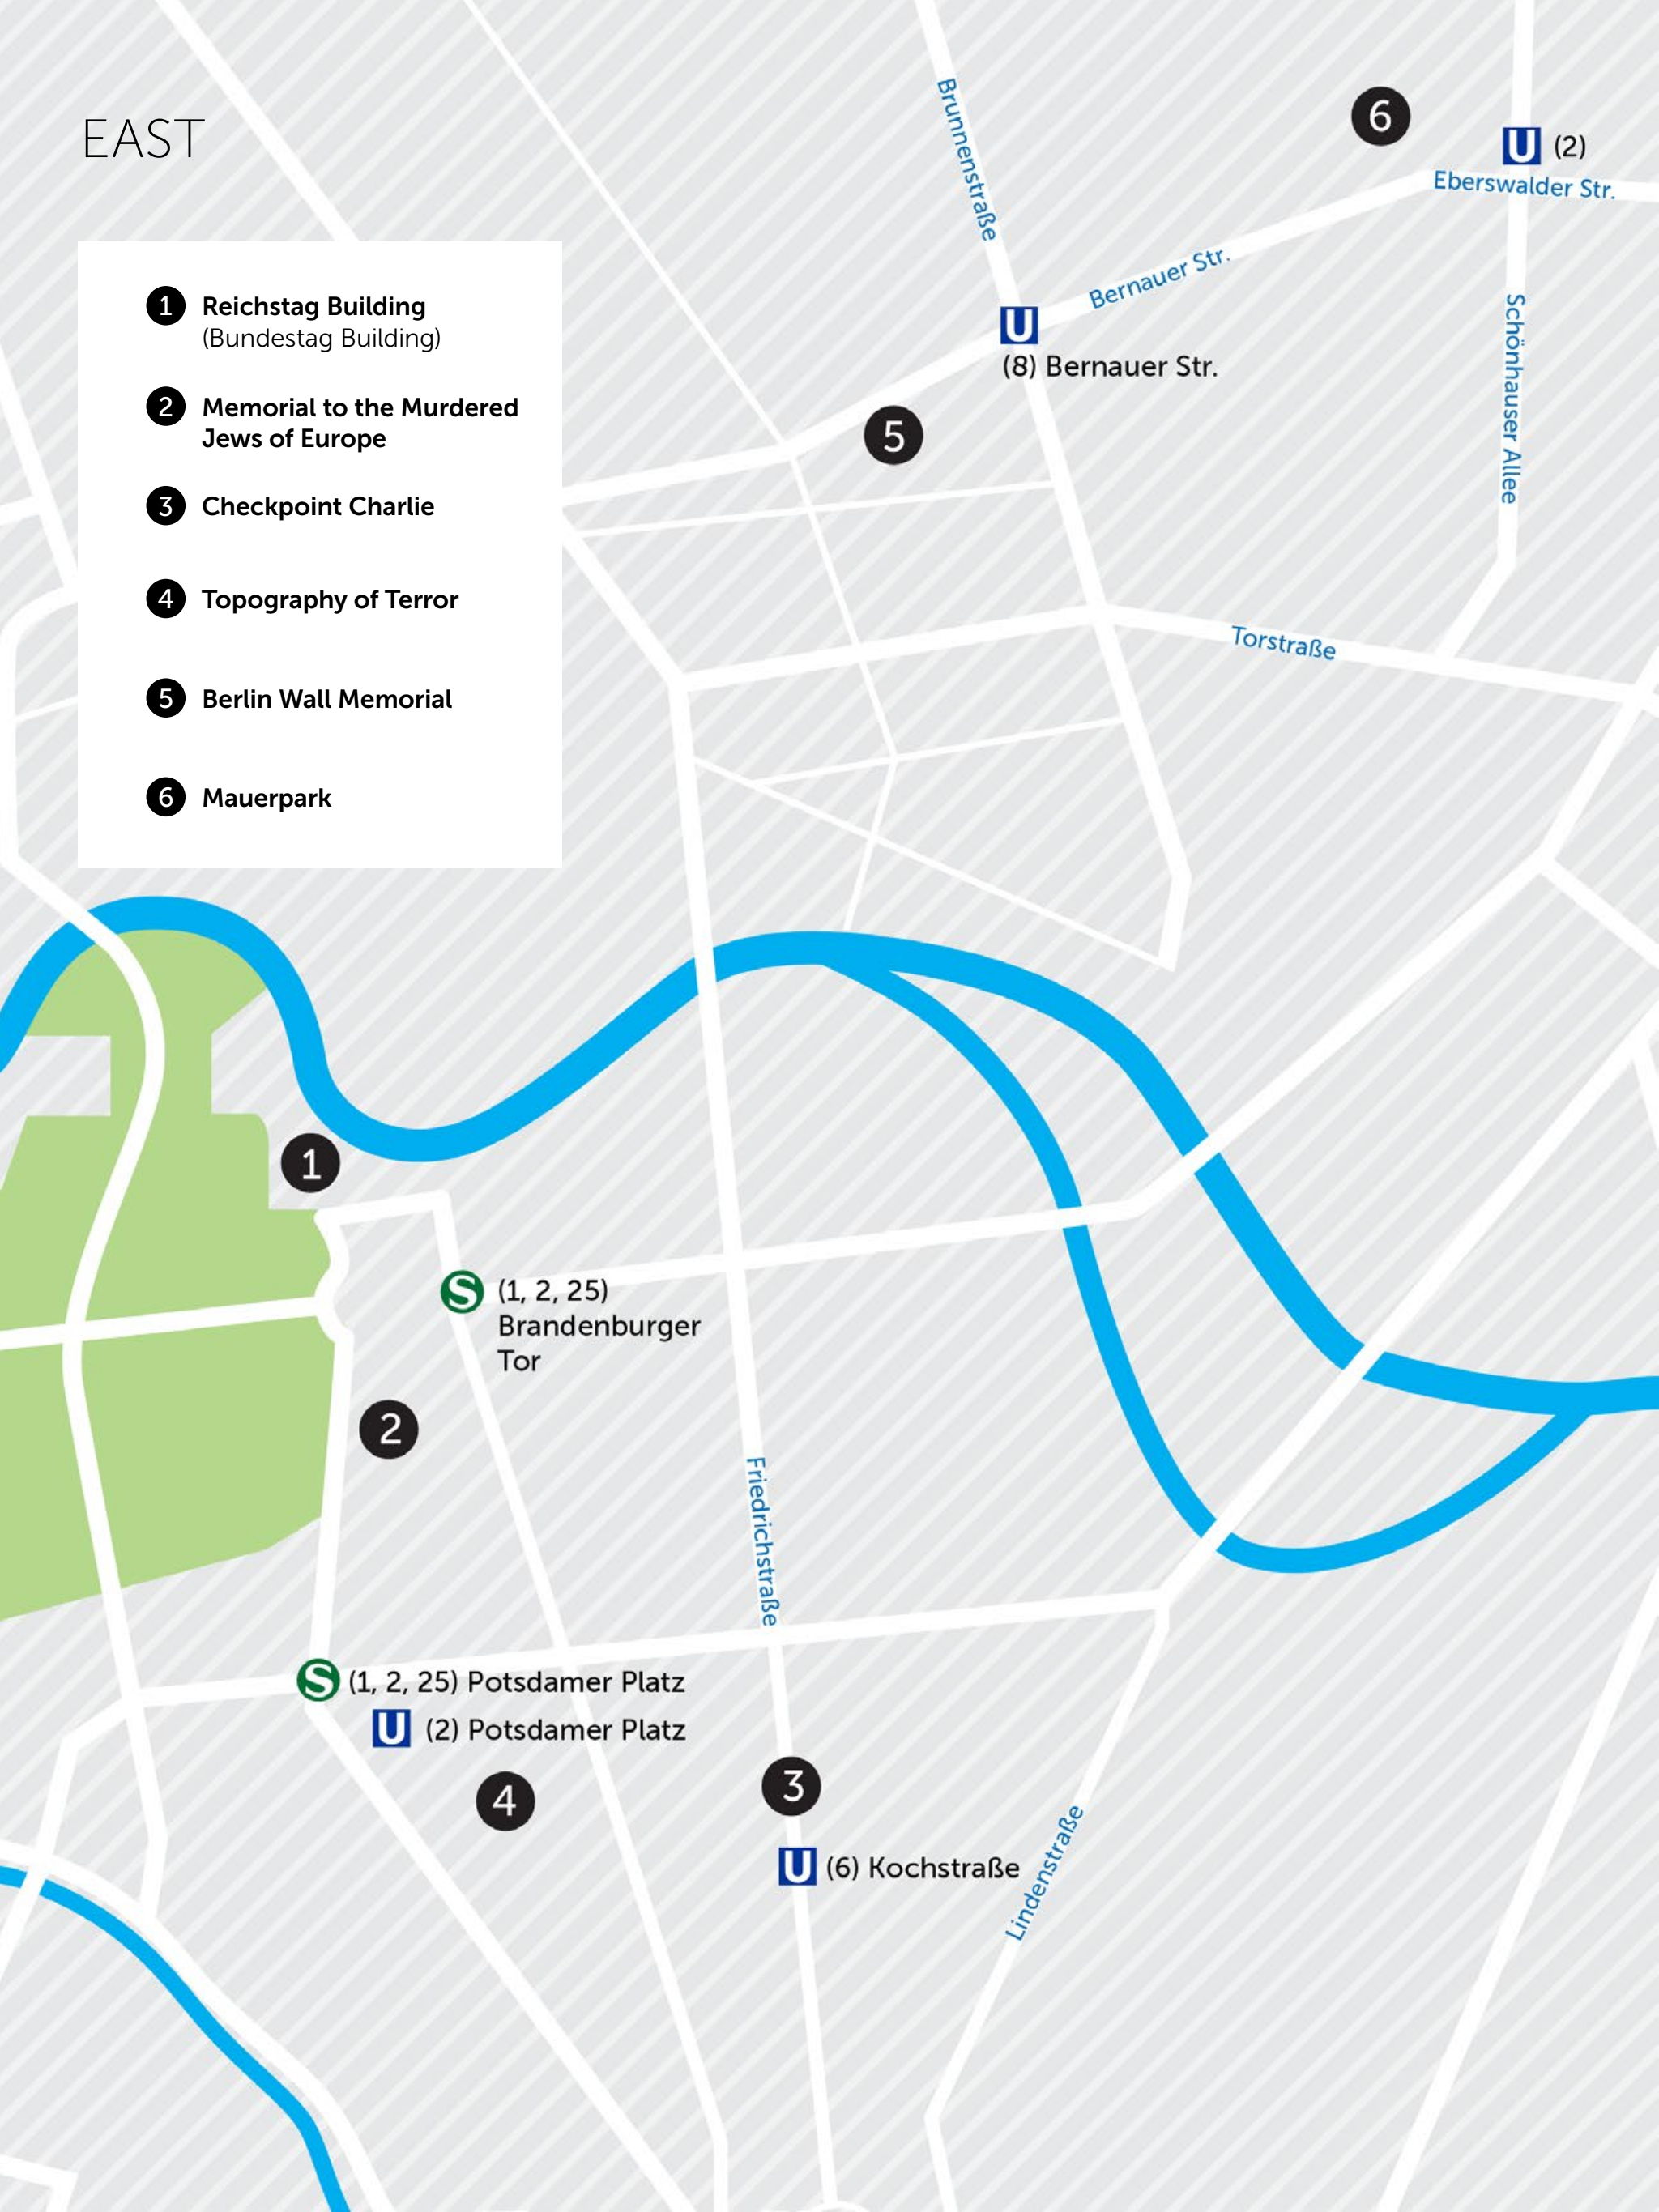 EAST
1 Reichstag Building
(Bundestag Building)
2 Memorial to the Murdered
Jews of Europe
3 Checkpoint Charlie
4 Topography of Terror
5 Berlin Wall Memorial
6 Mauerpark
Brunnenstraße
6
U (2)
Eberswalder Str.
Bernauer Str.
U
(8) Bernauer Str.
Schönhauser Allee
5
Torstraße
1
S (1, 2, 25)
Brandenburger
Tor
2
Friedrichstraße
S (1, 2, 25) Potsdamer Platz
U (2) Potsdamer Platz
3
4
U (6) Kochstraße
Lindenstraße